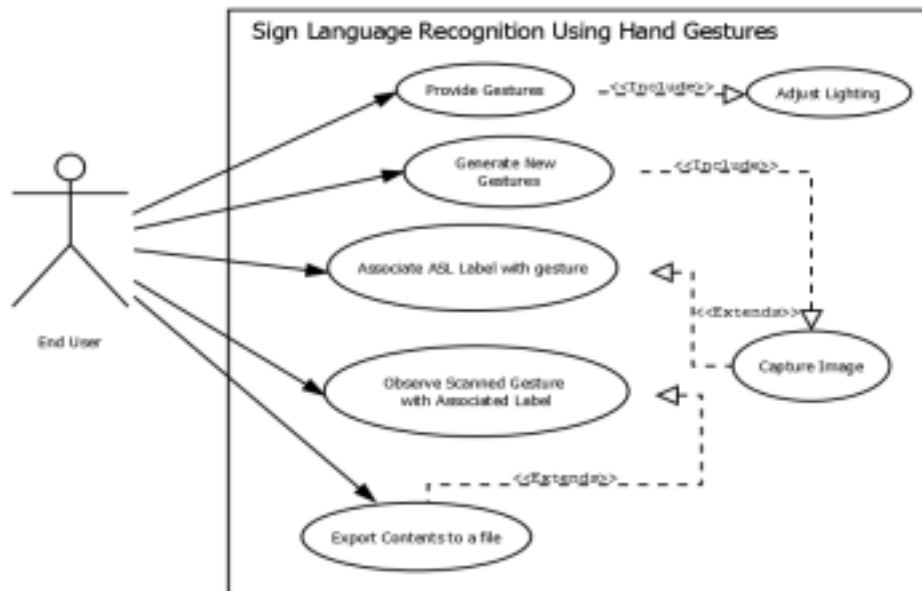 Sign Language Recognition Using Hand Gestures
Provide Gestures
<<Include>>
Adjust Lighting
Generate New
Gestures
<<Include>>
Associate ASL Label with gesture
<<Extends>>
End User
Capture Image
Observe Scanned Gesture
with Associated Label
<<Extends>>
Export Contents to a file